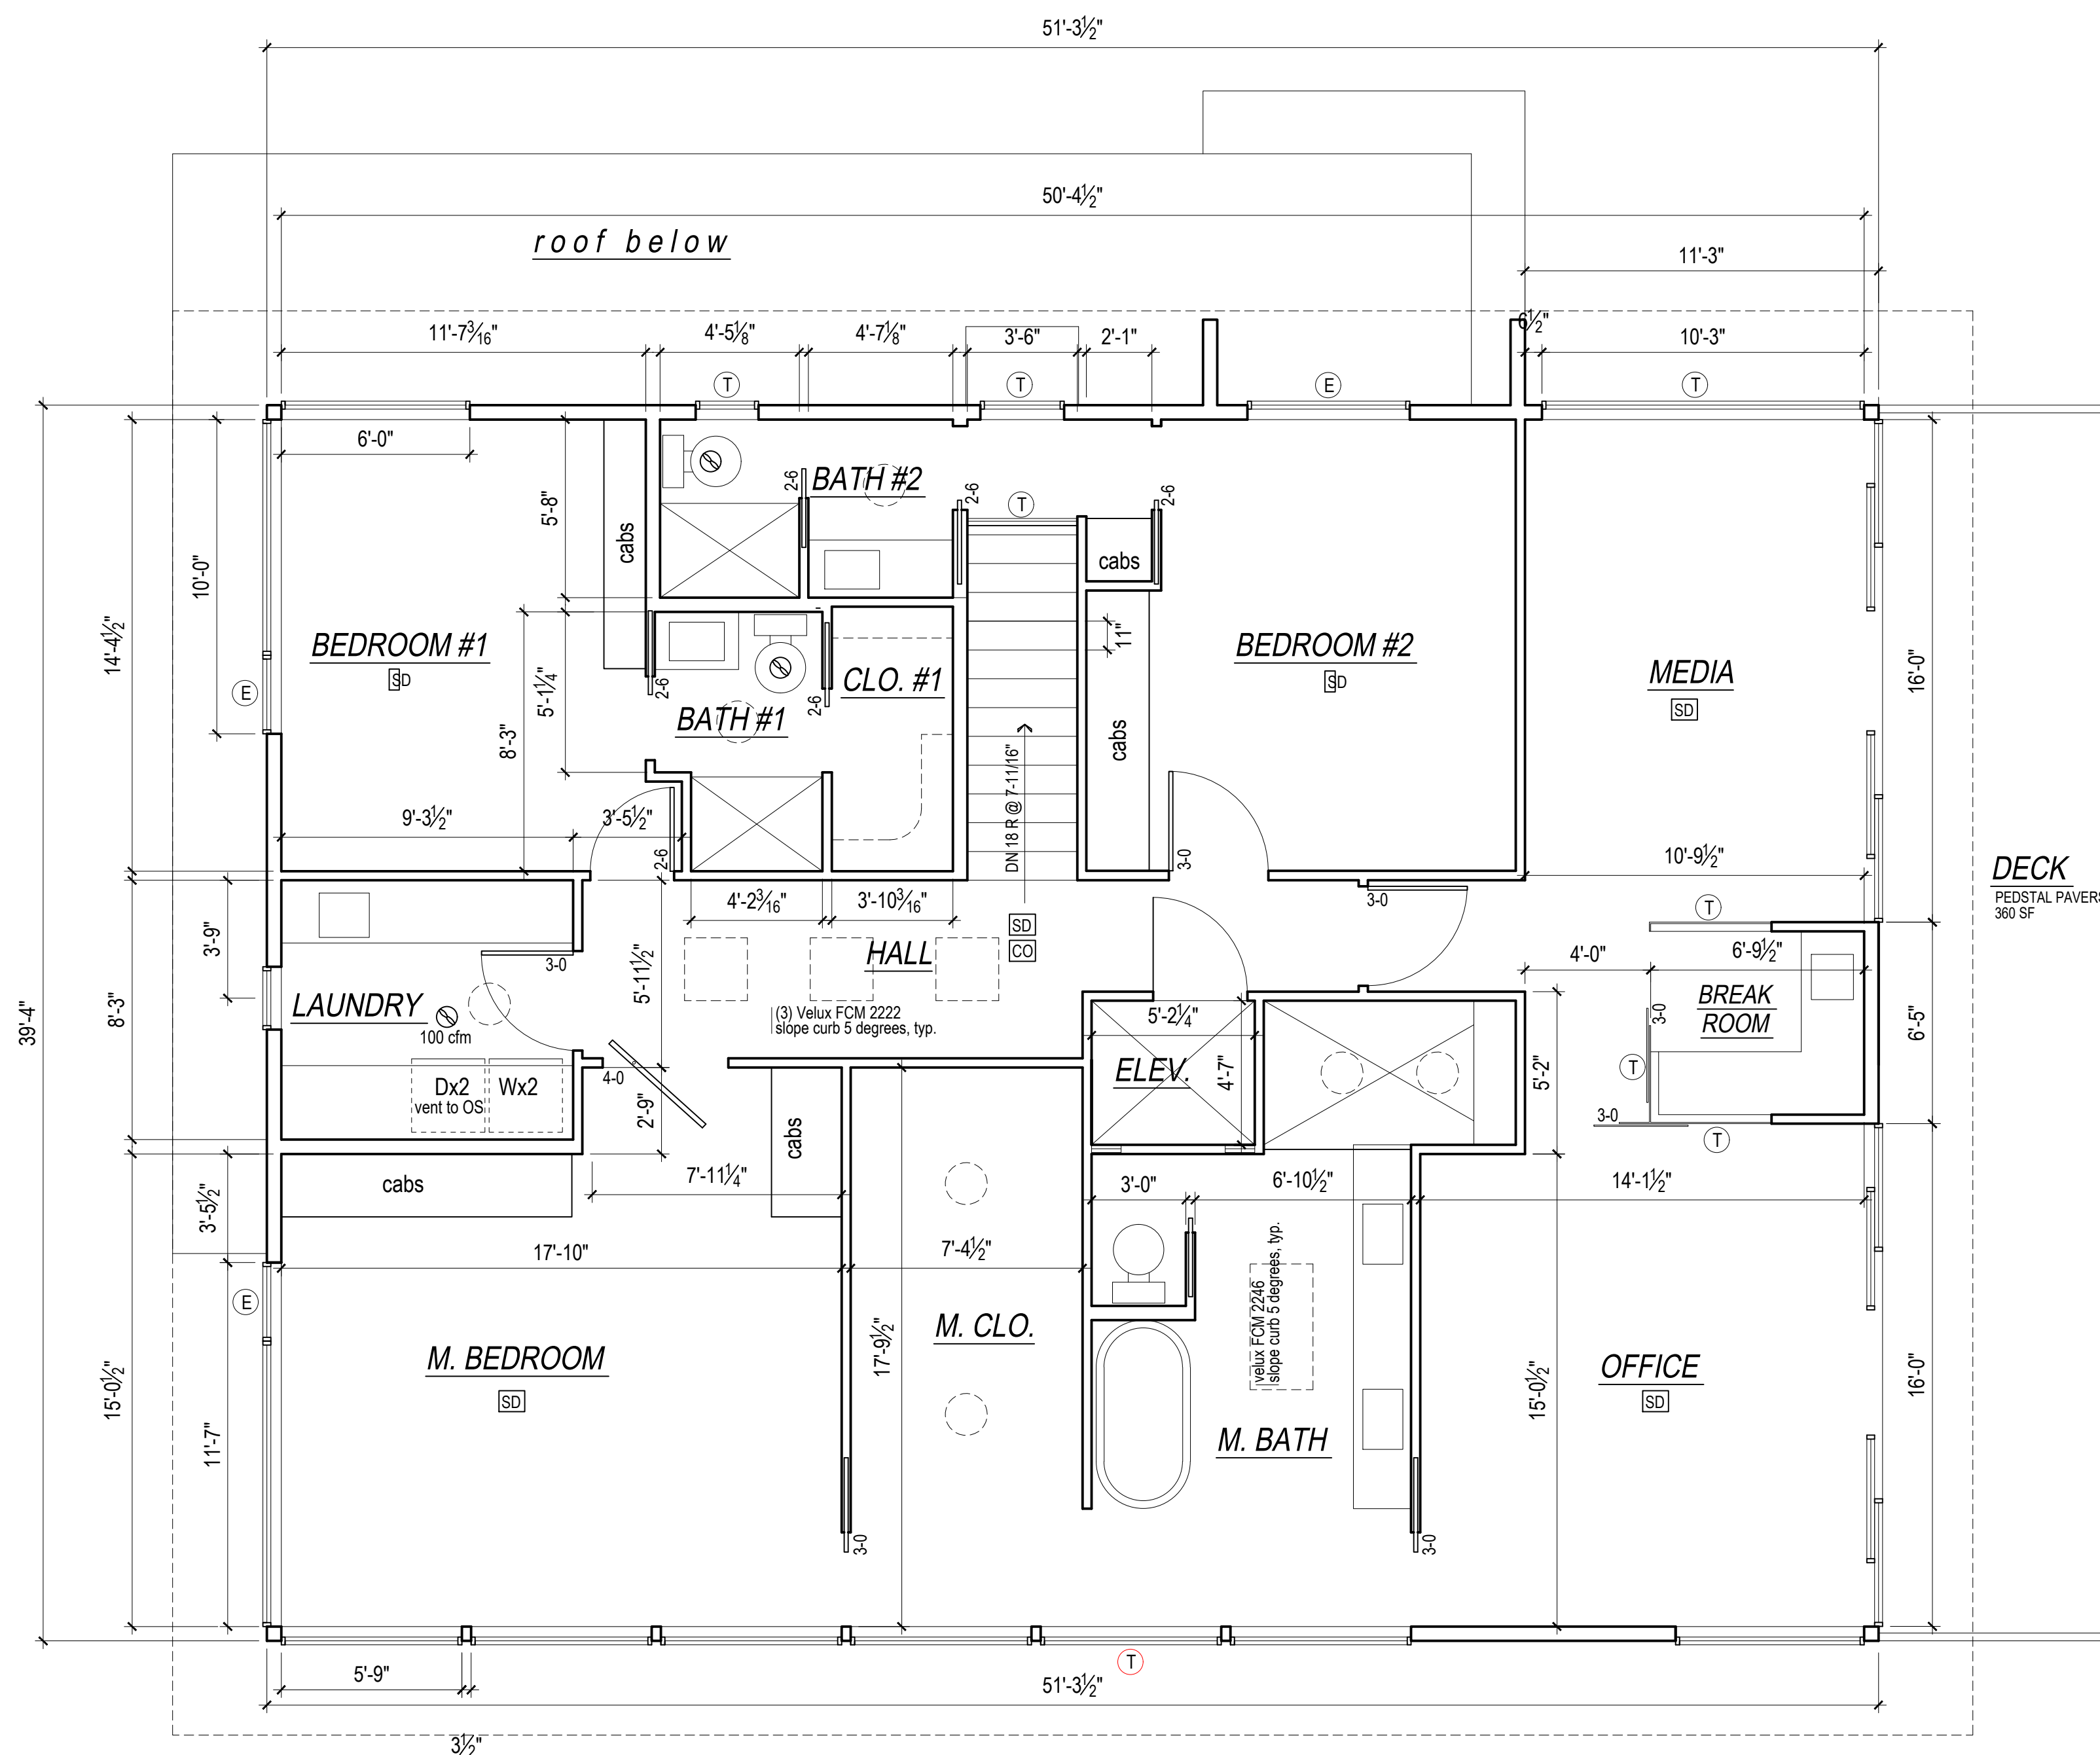 51'-3½"
50'-4½"
roof below
11'-3"
11'-7 3/16"
4'-5⅛"
4'-7⅛"
3'-6"
2'-1"
6½"
10'-3"
T
T
E
T
6'-0"
5'-8"
cabs
2-6
BATH #2
2-6
T
2-6
cabs
10'-0"
14'-4½"
BEDROOM #1
SD
E
8'-3"
5'-1¼"
2-6
BATH #1
2-6
CLO. #1
11"
cabs
BEDROOM #2
SD
MEDIA
SD
16'-0"
9'-3½"
3'-5½"
2-6
DN 18 R @ 7-11/16"
3-0
10'-9½"
DECK
PEDSTAL PAVERS
360 SF
4'-2 3/16"
3'-10 3/16"
3-0
T
SD
CO
HALL
3'-9"
3-0
5'-11½"
4'-0"
6'-9½"
LAUNDRY
100 cfm
(3) Velux FCM 2222
slope curb 5 degrees, typ.
5'-2¼"
BREAK
ROOM
3-0
6'-5"
39'-4"
8'-3"
ELEV.
4'-7"
5'-2"
T
Dx2
vent to OS
Wx2
4-0
2'-9"
3-0
T
cabs
cabs
7'-11¼"
3'-0"
6'-10½"
14'-1½"
3'-5½"
17'-10"
7'-4½"
E
velux FCM 2246
slope curb 5 degrees, typ.
M. CLO.
17'-9½"
M. BEDROOM
SD
OFFICE
SD
15'-0½"
11'-7"
M. BATH
15'-0½"
16'-0"
3-0
3-0
5'-9"
T
51'-3½"
3½"